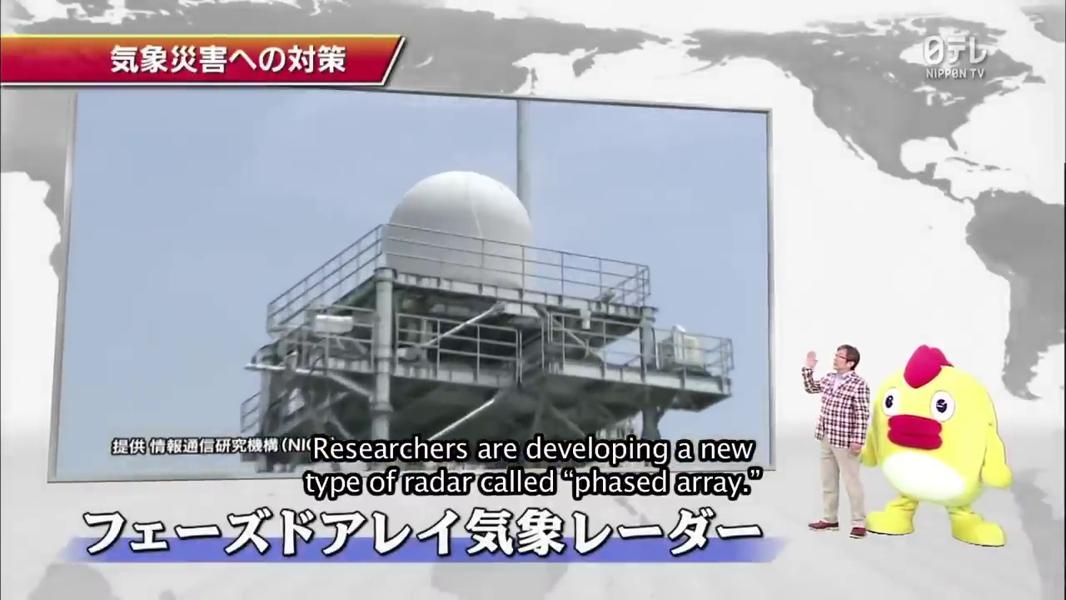 気象災害への対策
日テレ
NIPPON TV
提供 情報通信研究機構(NIC
Researchers are developing a new
type of radar called “phased array.”
フェーズドアレイ気象レーダー